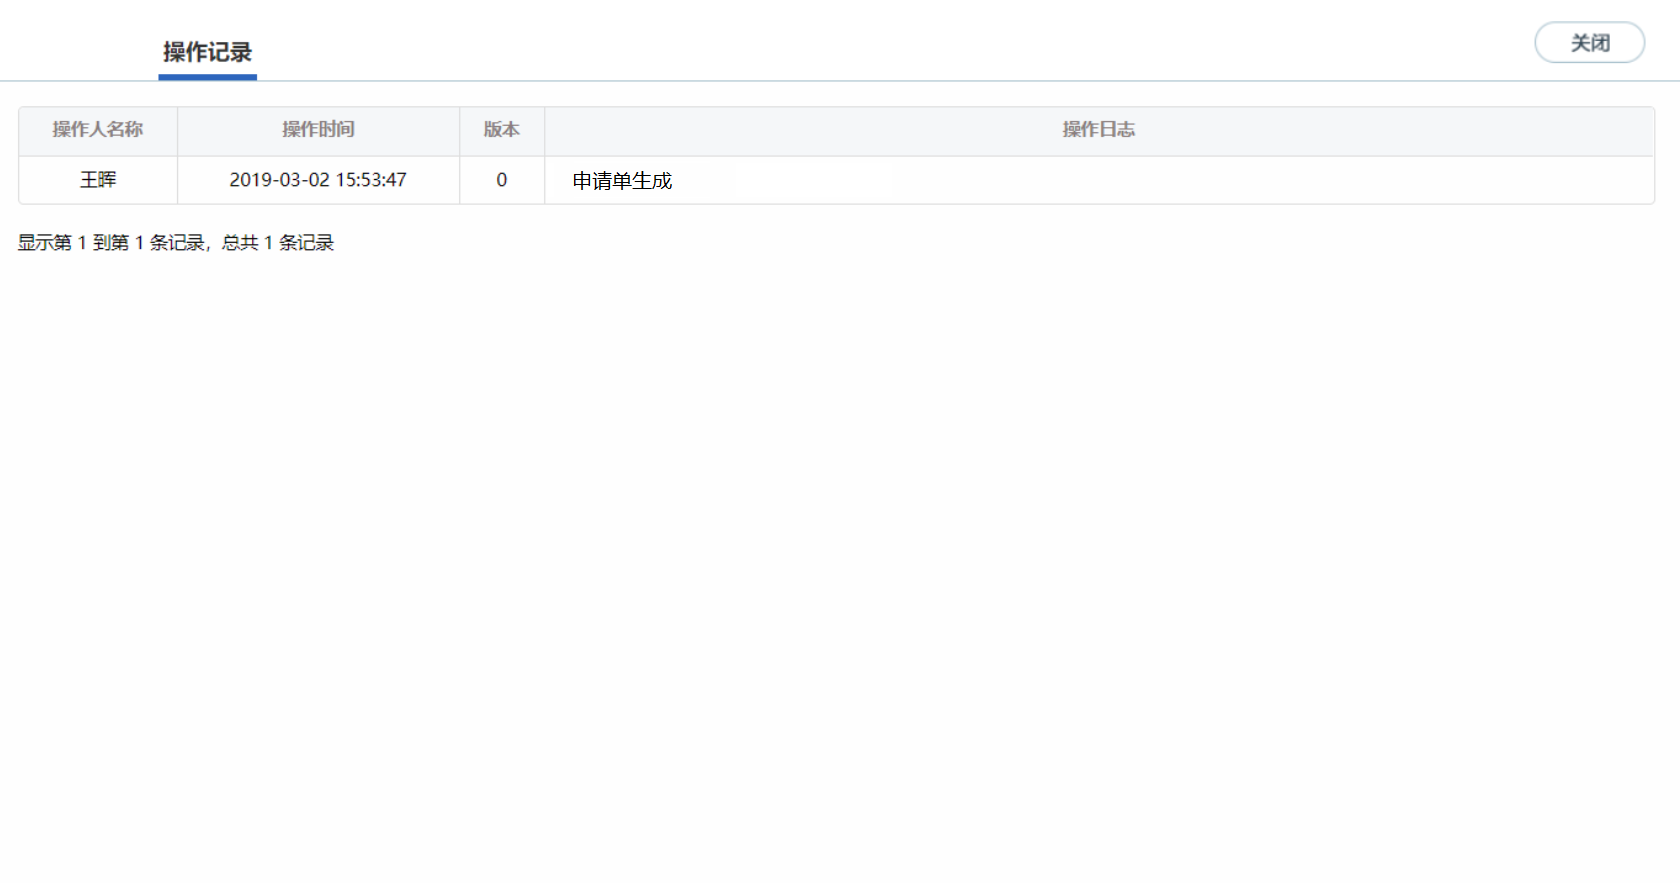 操作记录
关闭
操作人名称 操作时间 版本 操作日志
王晖 2019-03-02 15:53:47 0 申请单生成
显示第 1 到第 1 条记录，总共 1 条记录